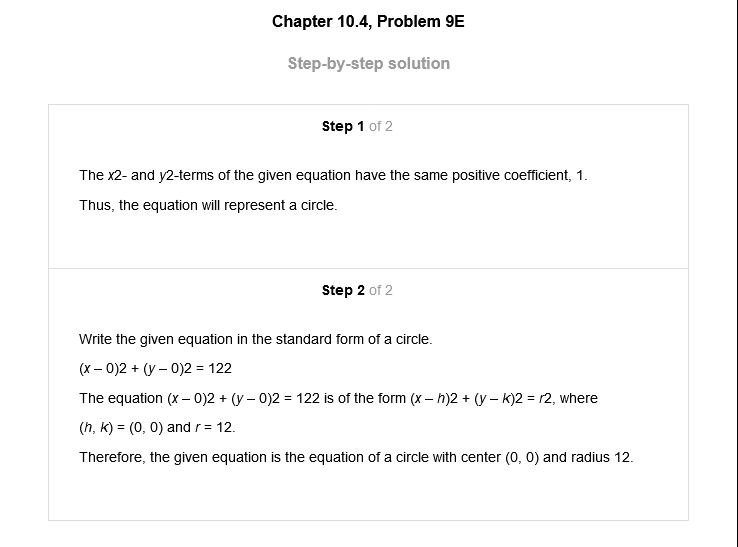 Chapter 10.4, Problem 9E
Step-by-step solution
Step 1 of 2
The x2- and y2-terms of the given equation have the same positive coefficient, 1.
Thus, the equation will represent a circle.
Step 2 of 2
Write the given equation in the standard form of a circle.
(x – 0)2 + (y – 0)2 = 122
The equation (x – 0)2 + (y – 0)2 = 122 is of the form (x – h)2 + (y – k)2 = r2, where
(h, k) = (0, 0) and r = 12.
Therefore, the given equation is the equation of a circle with center (0, 0) and radius 12.